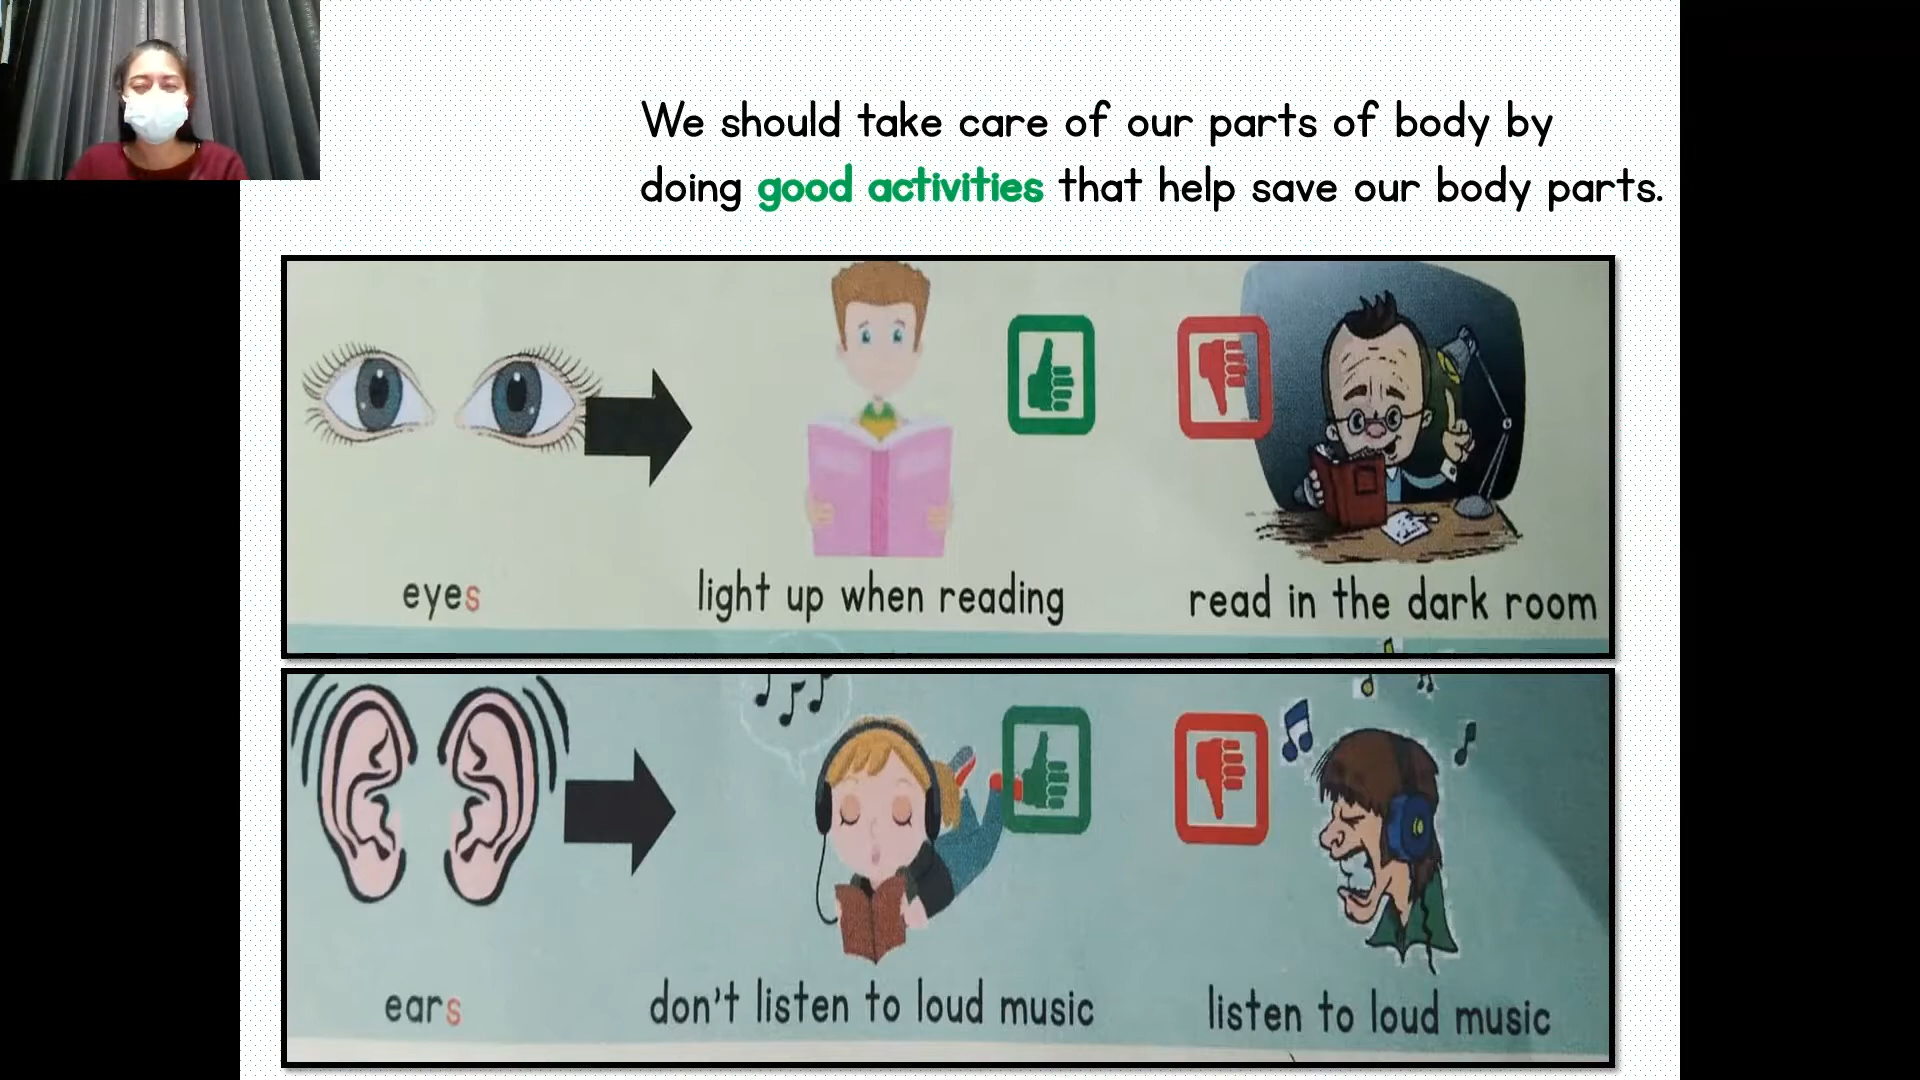 We should take care of our parts of body by
doing good activities that help save our body parts.
eyes
light up when reading
read in the dark room
ears
don't listen to loud music
listen to loud music